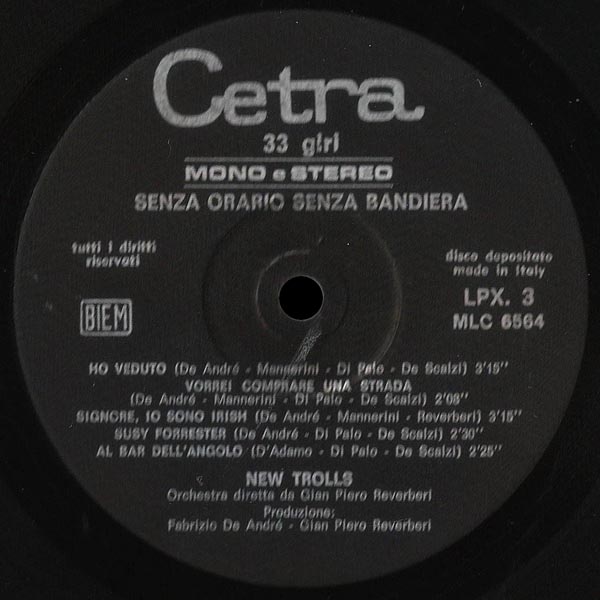 Cetra
33 giri
MONO e STEREO
SENZA ORARIO SENZA BANDIERA
tutti i diritti
riservati
disco depositato
made in Italy
BIEM
LPX. 3
MLC 6564
HO VEDUTO (De André - Mannerini - Di Palo - De Scalzi) 3'15''
VORREI COMPRARE UNA STRADA
(De André - Mannerini - Di Palo - De Scalzi) 2'08''
SIGNORE, IO SONO IRISH (De André - Mannerini - Reverberi) 3'15''
SUSY FORRESTER (De André - Di Palo - De Scalzi) 2'30''
AL BAR DELL'ANGOLO (D'Adamo - Di Palo - De Scalzi) 2'25''
NEW TROLLS
Orchestra diretta da Gian Piero Reverberi
Produzione:
Fabrizio De André - Gian Piero Reverberi